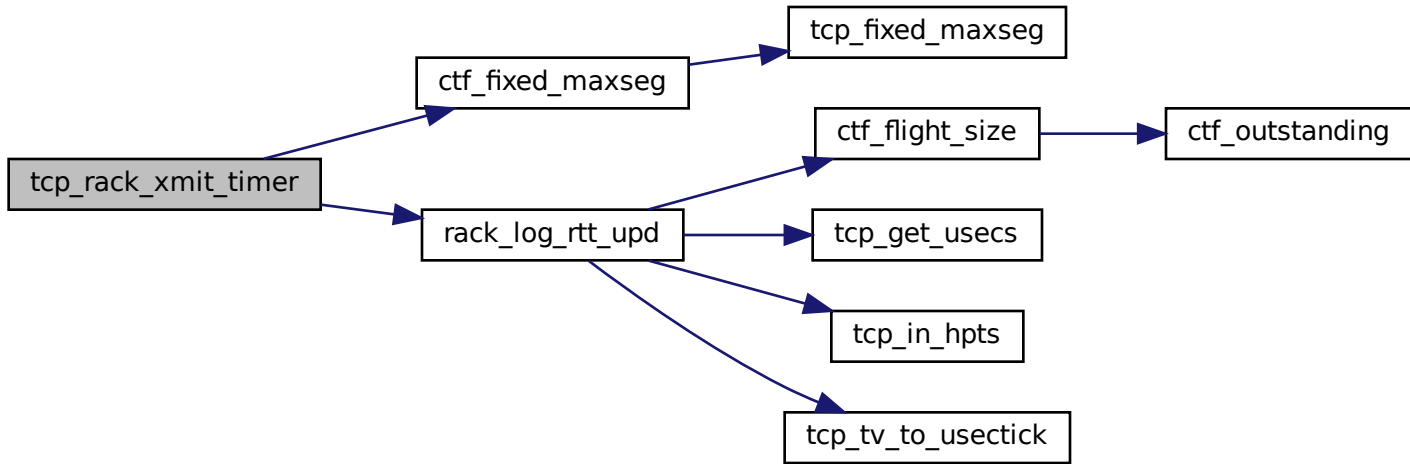 tcp_rack_xmit_timer
ctf_fixed_maxseg
tcp_fixed_maxseg
rack_log_rtt_upd
ctf_flight_size
ctf_outstanding
tcp_get_usecs
tcp_in_hpts
tcp_tv_to_usectick